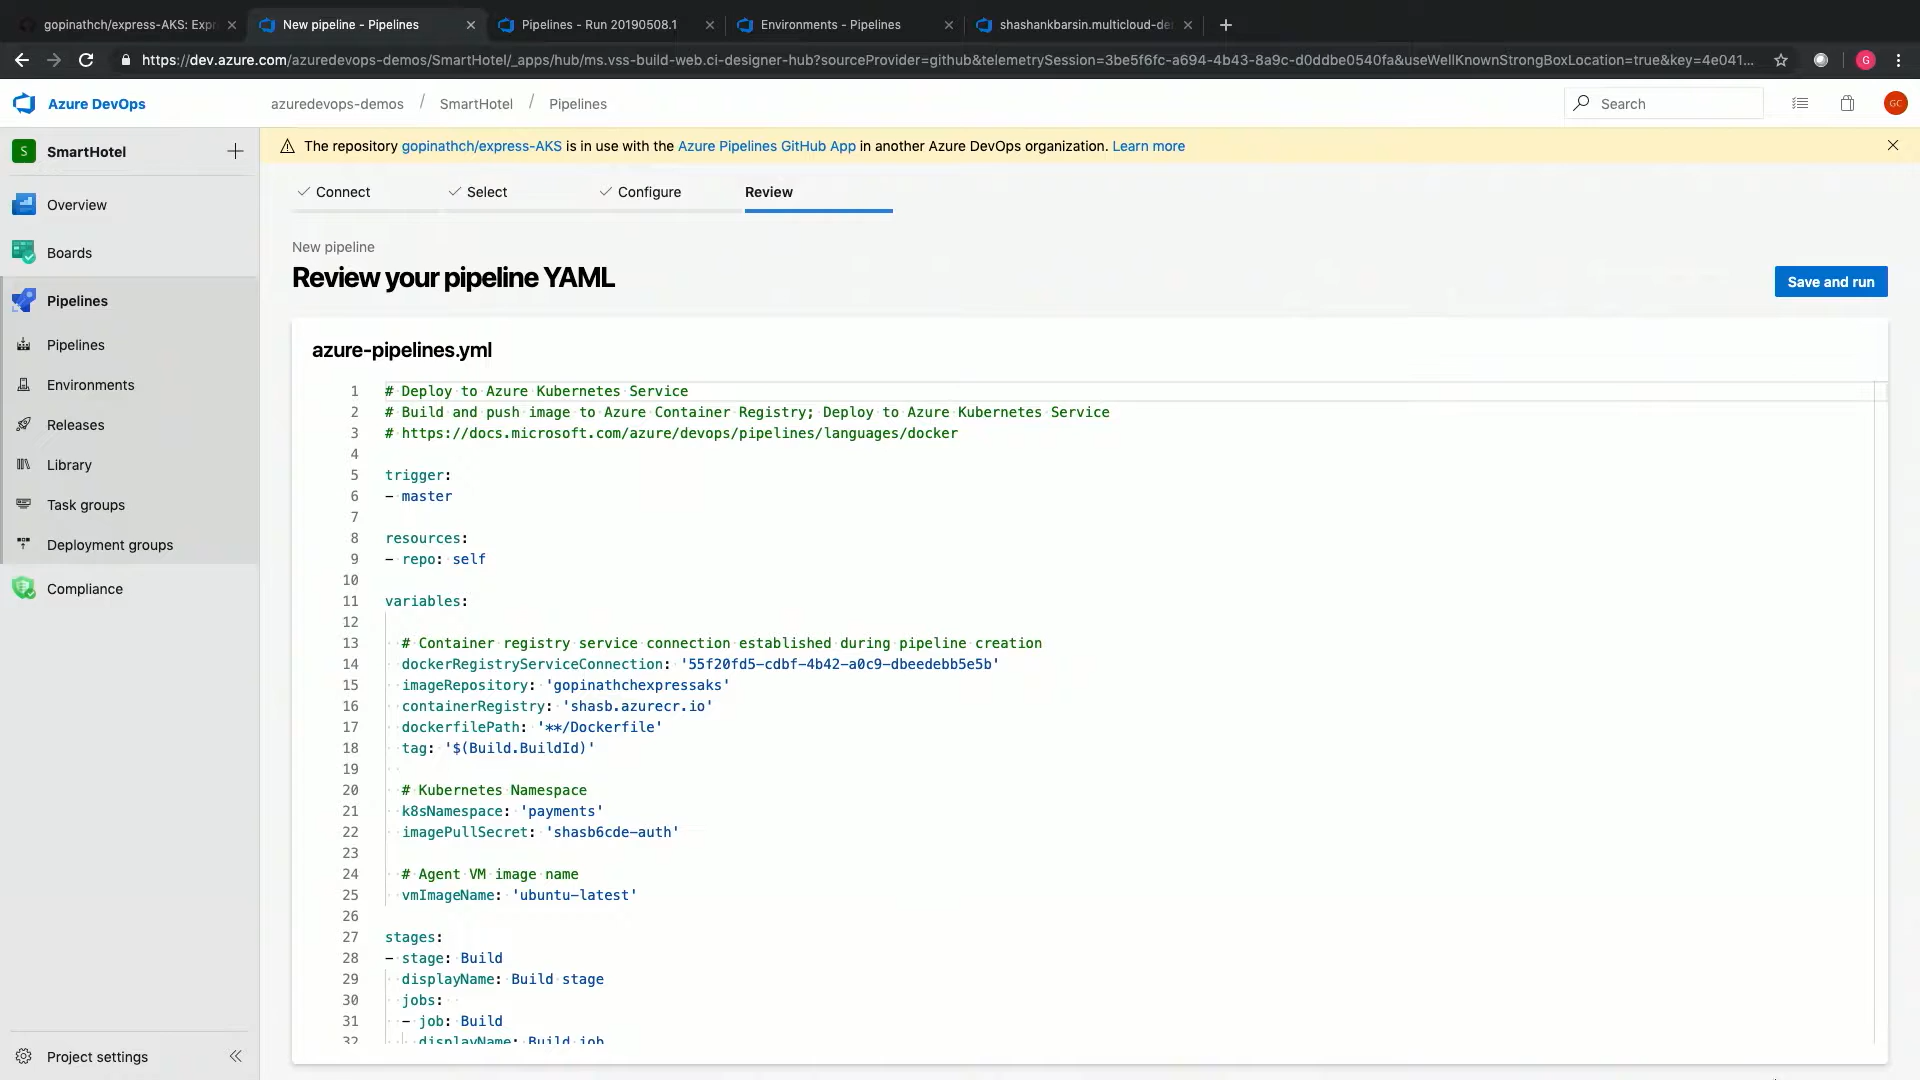 gopinathch/express-AKS: Expr
New pipeline - Pipelines
Pipelines - Run 20190508.1
Environments - Pipelines
shashankbarsin.multicloud-de
https://dev.azure.com/azuredevops-demos/SmartHotel/_apps/hub/ms.vss-build-web.ci-designer-hub?sourceProvider=github&telemetrySession=3be5f6fc-a694-4b43-8a9c-d0ddbe0540fa&useWellKnownStrongBoxLocation=true&key=4e041...
G
Azure DevOps
azuredevops-demos / SmartHotel / Pipelines
Search
GC
S
SmartHotel
The repository gopinathch/express-AKS is in use with the Azure Pipelines GitHub App in another Azure DevOps organization. Learn more
Overview
Boards
Pipelines
Pipelines
Environments
Releases
Library
Task groups
Deployment groups
Compliance
Project settings
Connect
Select
Configure
Review
New pipeline
Review your pipeline YAML
Save and run
azure-pipelines.yml
1 # Deploy to Azure Kubernetes Service
2 # Build and push image to Azure Container Registry; Deploy to Azure Kubernetes Service
3 # https://docs.microsoft.com/azure/devops/pipelines/languages/docker
4
5 trigger:
6 - master
7
8 resources:
9 - repo: self
10
11 variables:
12
13 # Container registry service connection established during pipeline creation
14 dockerRegistryServiceConnection: '55f20fd5-cdbf-4b42-a0c9-dbeedebb5e5b'
15 imageRepository: 'gopinathchexpressaks'
16 containerRegistry: 'shasb.azurecr.io'
17 dockerfilePath: '**/Dockerfile'
18 tag: '$(Build.BuildId)'
19
20 # Kubernetes Namespace
21 k8sNamespace: 'payments'
22 imagePullSecret: 'shasb6cde-auth'
23
24 # Agent VM image name
25 vmImageName: 'ubuntu-latest'
26
27 stages:
28 - stage: Build
29 displayName: Build stage
30 jobs:
31 - job: Build
32 displayName: Build job